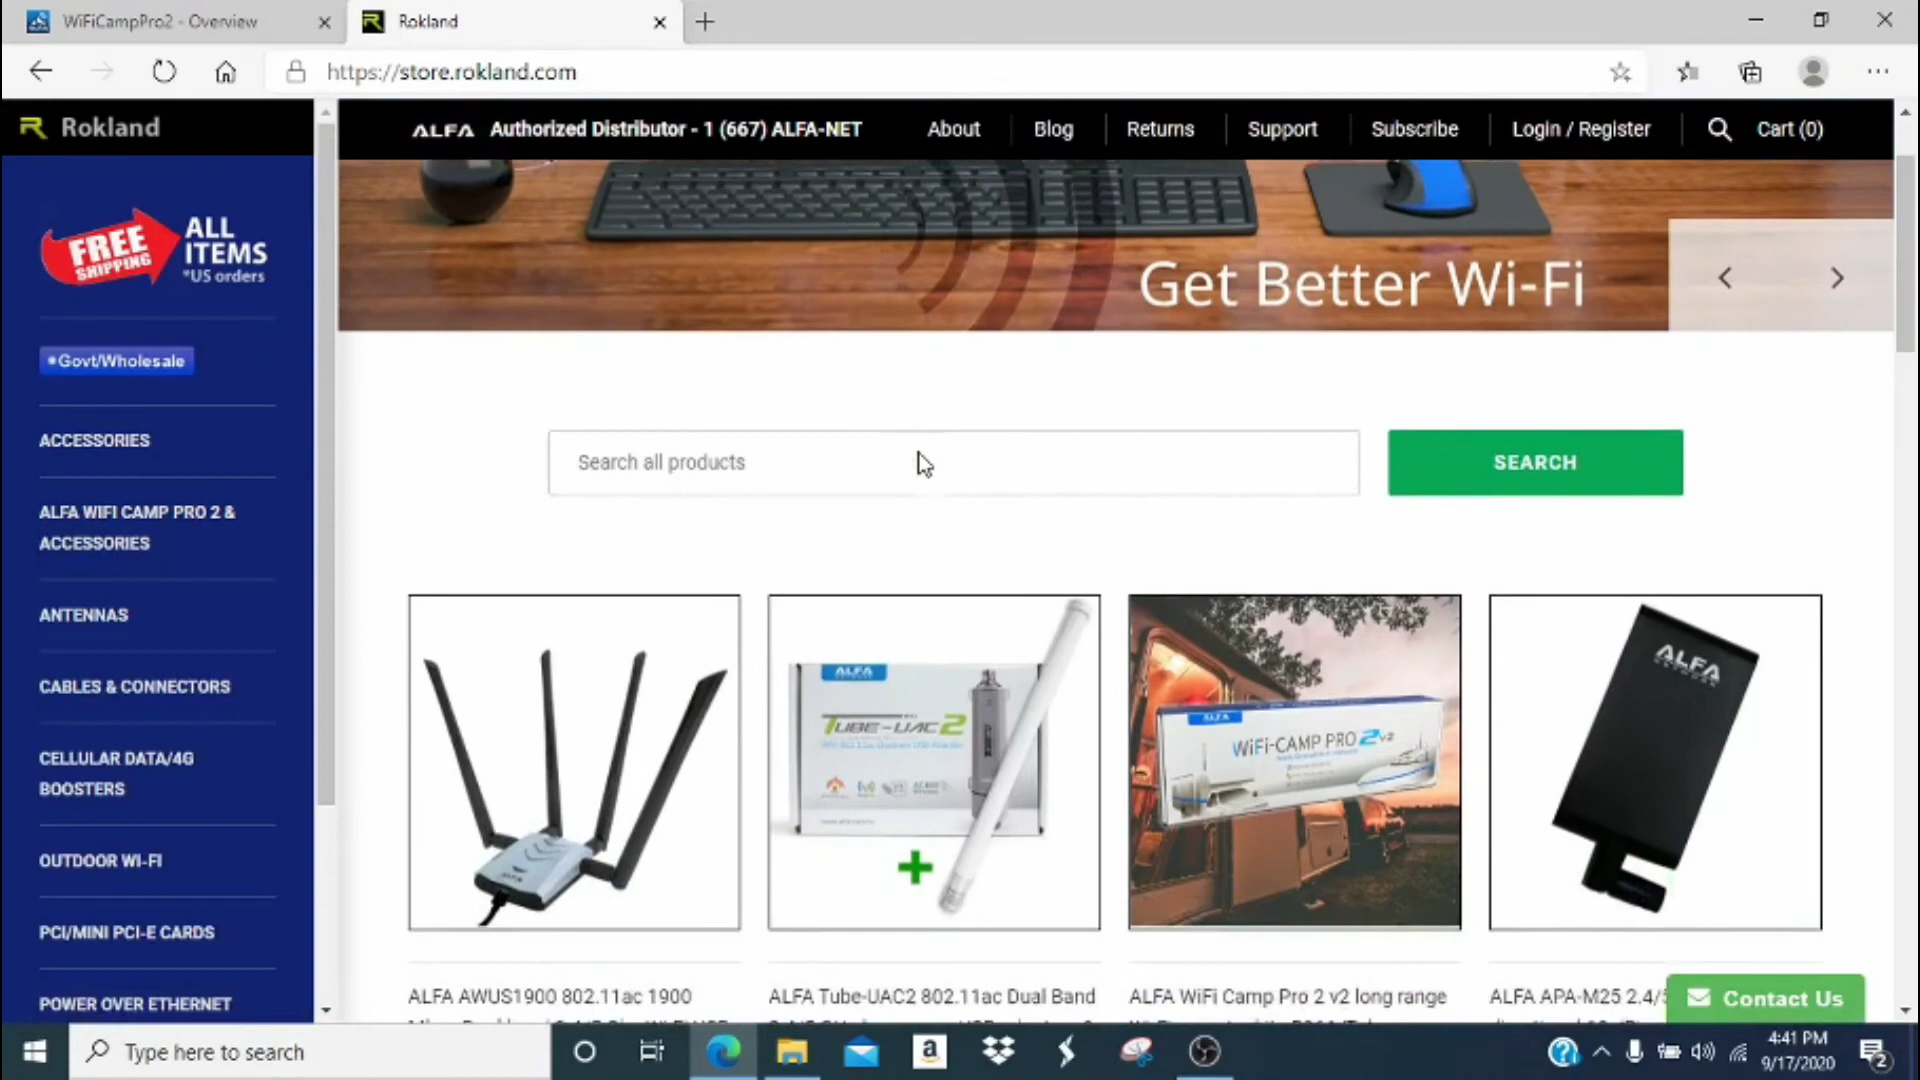 WiFiCampPro2 - Overview
Rokland
https://store.rokland.com
Rokland
ALFA Authorized Distributor - 1 (667) ALFA-NET
About
Blog
Returns
Support
Subscribe
Login / Register
Cart (0)
FREE SHIPPING
ALL ITEMS
*US orders
Get Better Wi-Fi
Govt/Wholesale
ACCESSORIES
ALFA WIFI CAMP PRO 2 &
ACCESSORIES
ANTENNAS
CABLES & CONNECTORS
CELLULAR DATA/4G
BOOSTERS
OUTDOOR WI-FI
PCI/MINI PCI-E CARDS
POWER OVER ETHERNET
Search all products
SEARCH
ALFA
TUBE-UAC2
ALFA
WiFi-CAMP PRO 2 v2
ALFA
NETWORK
ALFA AWUS1900 802.11ac 1900
ALFA Tube-UAC2 802.11ac Dual Band
ALFA WiFi Camp Pro 2 v2 long range
ALFA APA-M25 2.4/5
Contact Us
Type here to search
4:41 PM
9/17/2020
2